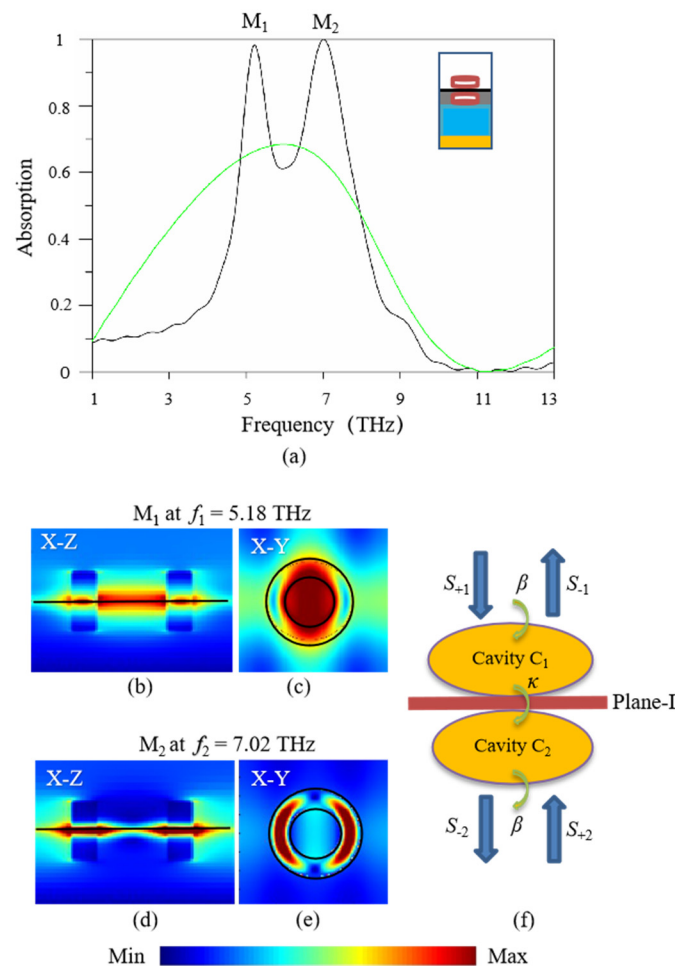 M₁ M₂
1
0.8
0.6
0.4
0.2
0
Absorption
1 3 5 7 9 11 13
Frequency (THz)
(a)
M₁ at f₁ = 5.18 THz
X-Z X-Y
(b) (c)
M₂ at f₂ = 7.02 THz
X-Z X-Y
(d) (e)
Min Max
S₊₁ β S₋₁
Cavity C₁
κ
Plane-I
Cavity C₂
S₋₂ β S₊₂
(f)